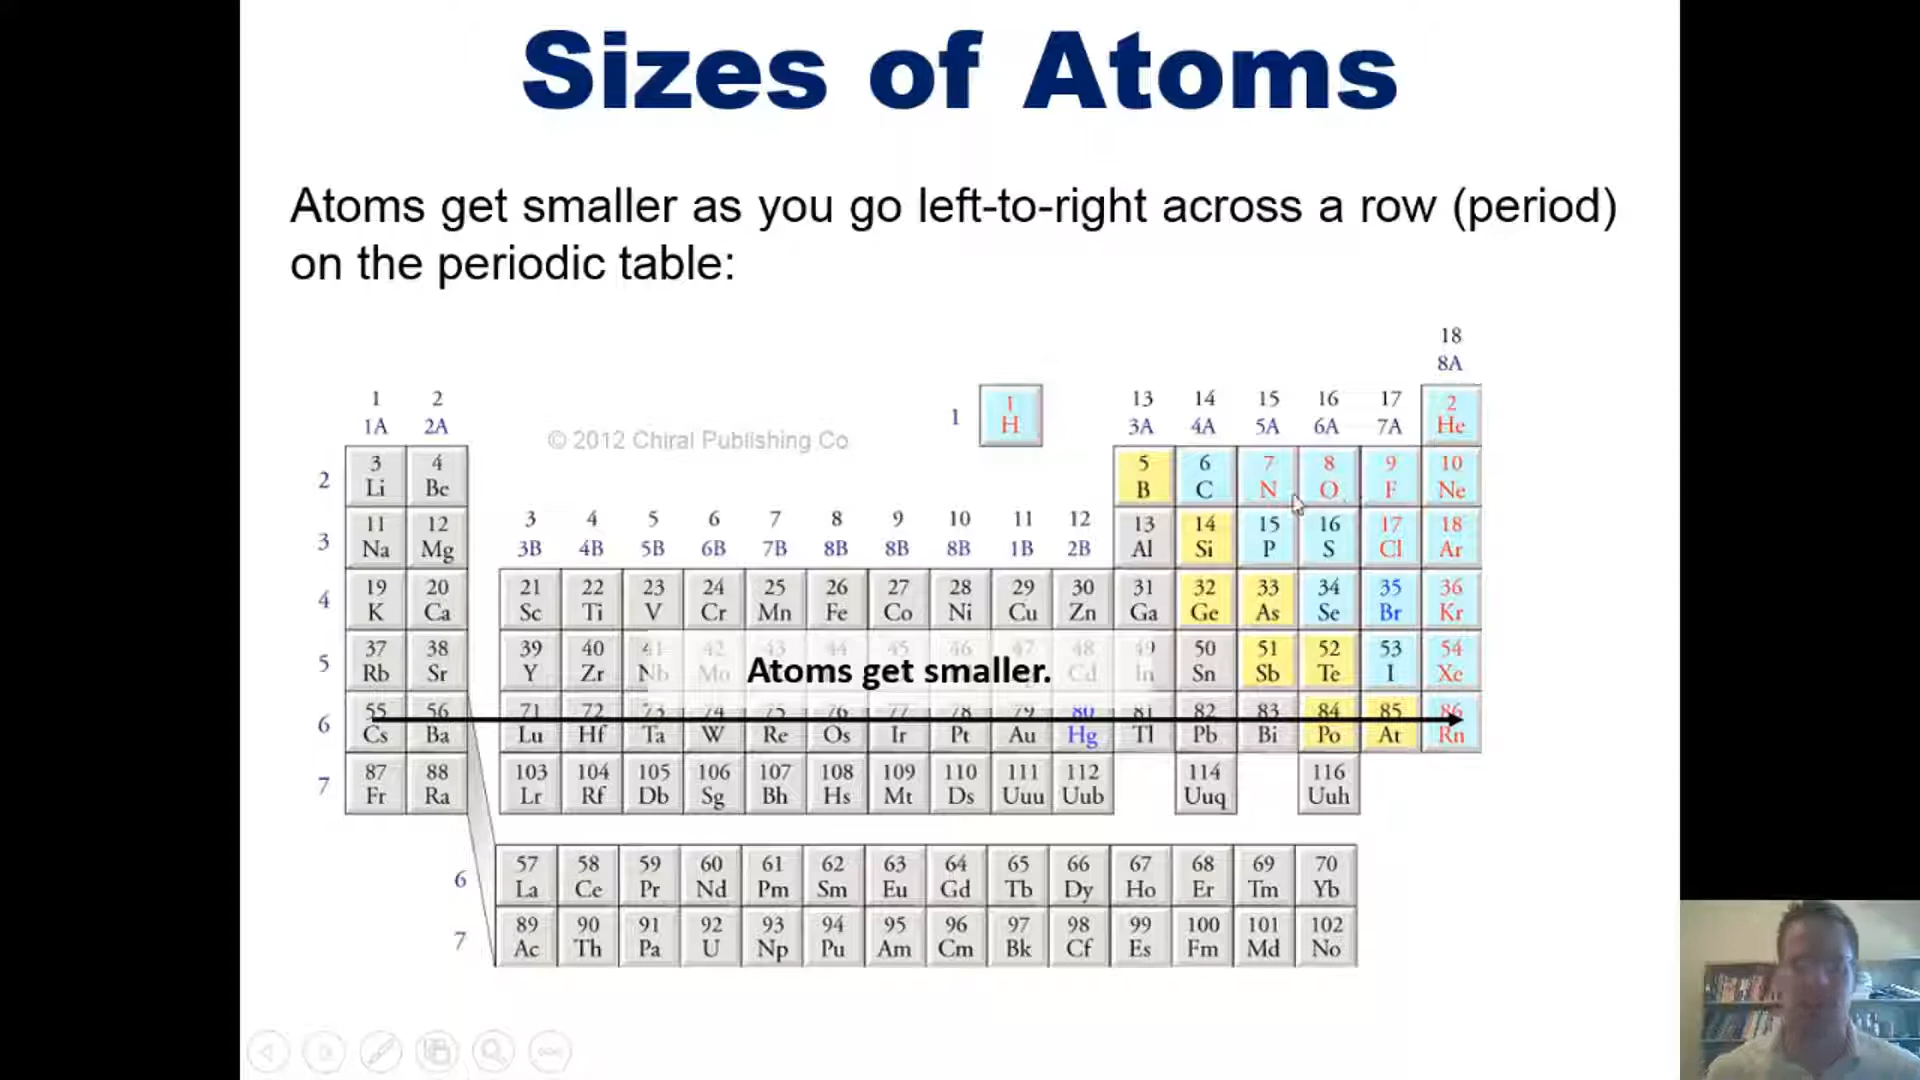 Sizes of Atoms
Atoms get smaller as you go left-to-right across a row (period)
on the periodic table:
18
8A
1 2 13 14 15 16 17
1A 2A © 2012 Chiral Publishing Co 1 3A 4A 5A 6A 7A
1 2
H He
2 3 4 5 6 7 8 9 10
Li Be B C N O F Ne
3 4 5 6 7 8 9 10 11 12
3B 4B 5B 6B 7B 8B 8B 8B 1B 2B
3 11 12 13 14 15 16 17 18
Na Mg Al Si P S Cl Ar
4 19 20 21 22 23 24 25 26 27 28 29 30 31 32 33 34 35 36
K Ca Sc Ti V Cr Mn Fe Co Ni Cu Zn Ga Ge As Se Br Kr
5 37 38 39 40 41 42 43 44 45 46 47 48 49 50 51 52 53 54
Rb Sr Y Zr Nb Mo Cd In Sn Sb Te I Xe
Atoms get smaller.
6 55 56 71 72 73 74 75 76 77 78 79 80 81 82 83 84 85 86
Cs Ba Lu Hf Ta W Re Os Ir Pt Au Hg Tl Pb Bi Po At Rn
7 87 88 103 104 105 106 107 108 109 110 111 112 114 116
Fr Ra Lr Rf Db Sg Bh Hs Mt Ds Uuu Uub Uuq Uuh
6 57 58 59 60 61 62 63 64 65 66 67 68 69 70
La Ce Pr Nd Pm Sm Eu Gd Tb Dy Ho Er Tm Yb
7 89 90 91 92 93 94 95 96 97 98 99 100 101 102
Ac Th Pa U Np Pu Am Cm Bk Cf Es Fm Md No